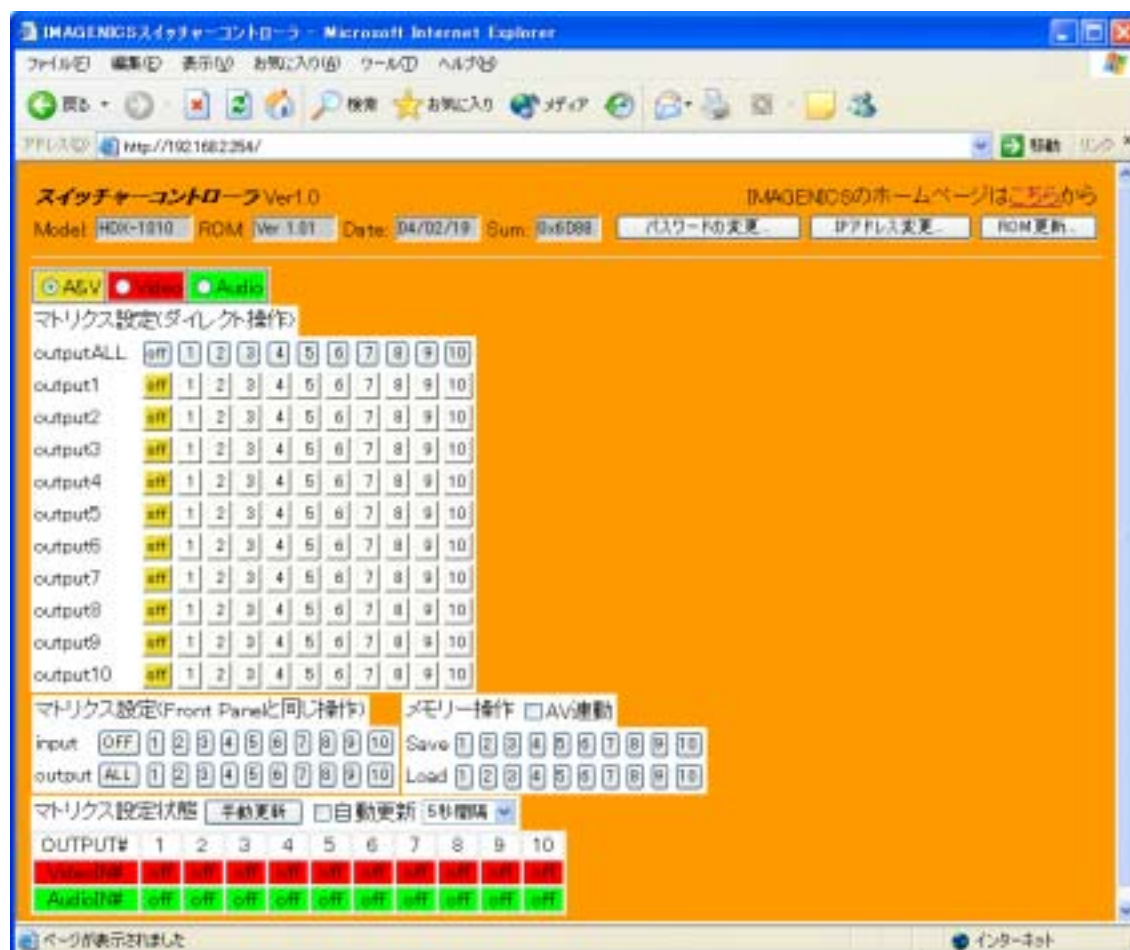 IMAGENICSスイッチャーコントローラ - Microsoft Internet Explorer
ファイル(F) 編集(E) 表示(V) お気に入り(A) ツール(T) ヘルプ(H)
戻る 検索 お気に入り メディア
アドレス(D) http://192.168.2.254/ 移動 リンク
スイッチャーコントローラ Ver1.0 IMAGENICSのホームページはこちらから
Model: HDX-1010 ROM: Ver 1.01 Date: 04/02/19 Sum: 0x6D88 パスワードの変更.. IPアドレス変更.. ROM更新..
A&V Video Audio
マトリクス設定(ダイレクト操作)
outputALL off 1 2 3 4 5 6 7 8 9 10
output1 off 1 2 3 4 5 6 7 8 9 10
output2 off 1 2 3 4 5 6 7 8 9 10
output3 off 1 2 3 4 5 6 7 8 9 10
output4 off 1 2 3 4 5 6 7 8 9 10
output5 off 1 2 3 4 5 6 7 8 9 10
output6 off 1 2 3 4 5 6 7 8 9 10
output7 off 1 2 3 4 5 6 7 8 9 10
output8 off 1 2 3 4 5 6 7 8 9 10
output9 off 1 2 3 4 5 6 7 8 9 10
output10 off 1 2 3 4 5 6 7 8 9 10
マトリクス設定(Front Panelと同じ操作) メモリー操作 AV連動
input OFF 1 2 3 4 5 6 7 8 9 10 Save 1 2 3 4 5 6 7 8 9 10
output ALL 1 2 3 4 5 6 7 8 9 10 Load 1 2 3 4 5 6 7 8 9 10
マトリクス設定状態 手動更新 自動更新 5秒間隔
OUTPUT# 1 2 3 4 5 6 7 8 9 10
VideoIN# off off off off off off off off off off
AudioIN# off off off off off off off off off off
ページが表示されました インターネット